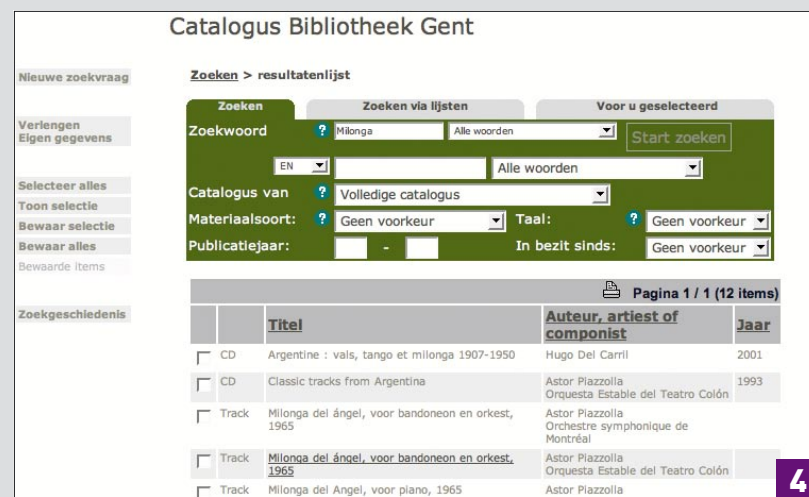 Catalogus Bibliotheek Gent
Nieuwe zoekvraag
Verlengen
Eigen gegevens
Selecteer alles
Toon selectie
Bewaar selectie
Bewaar alles
Bewaarde items
Zoekgeschiedenis
Zoeken > resultatenlijst
Zoeken
Zoeken via lijsten
Voor u geselecteerd
Zoekwoord ? Milonga Alle woorden Start zoeken
EN Alle woorden
Catalogus van ? Volledige catalogus
Materiaalsoort: ? Geen voorkeur Taal: ? Geen voorkeur
Publicatiejaar: - In bezit sinds: Geen voorkeur
Pagina 1 / 1 (12 items)
Titel
Auteur, artiest of
componist
Jaar
CD Argentine : vals, tango et milonga 1907-1950 Hugo Del Carril 2001
CD Classic tracks from Argentina Astor Piazzolla 1993
Orquesta Estable del Teatro Colón
Track Milonga del ángel, voor bandoneon en orkest, Astor Piazzolla
1965 Orchestre symphonique de
Montréal
Track Milonga del ángel, voor bandoneon en orkest, Astor Piazzolla
1965 Orquesta Estable del Teatro Colón
Track Milonga del Angel, voor piano, 1965 Astor Piazzolla
4